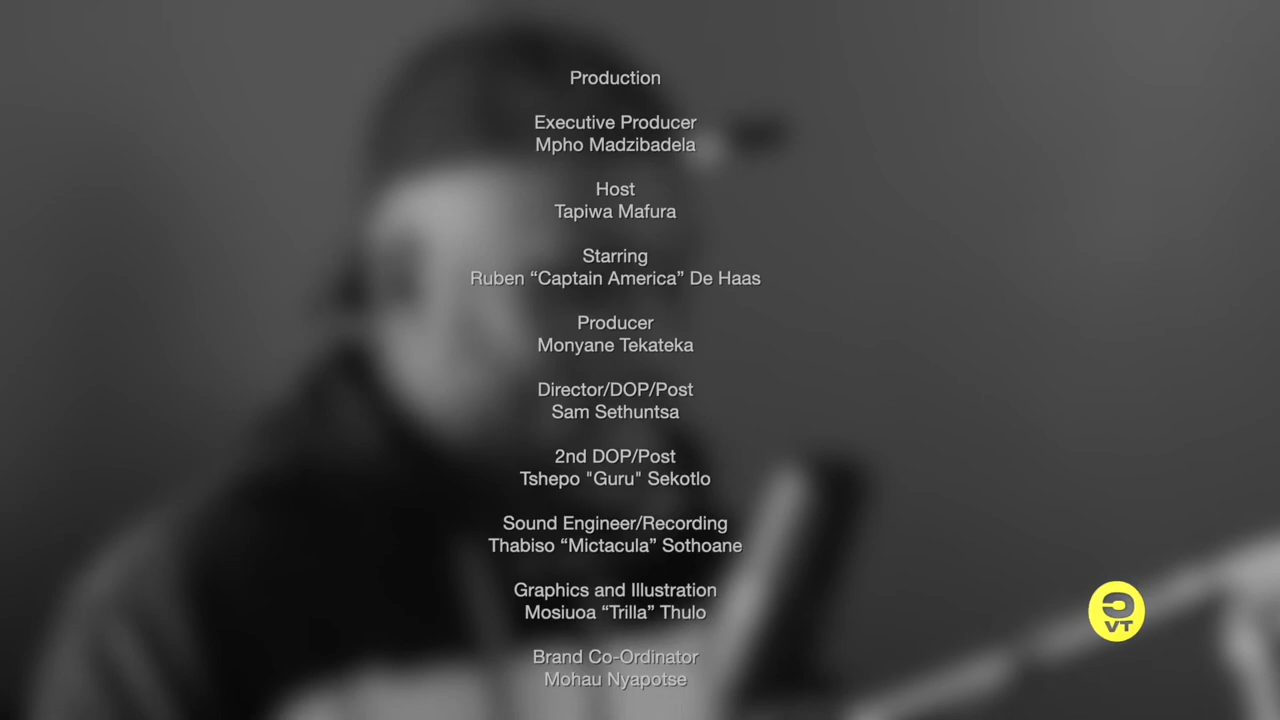 Production
Executive Producer
Mpho Madzibadela
Host
Tapiwa Mafura
Starring
Ruben “Captain America” De Haas
Producer
Monyane Tekateka
Director/DOP/Post
Sam Sethuntsa
2nd DOP/Post
Tshepo "Guru" Sekotlo
Sound Engineer/Recording
Thabiso “Mictacula” Sothoane
Graphics and Illustration
Mosiuoa “Trilla” Thulo
Brand Co-Ordinator
Mohau Nyapotse
VT